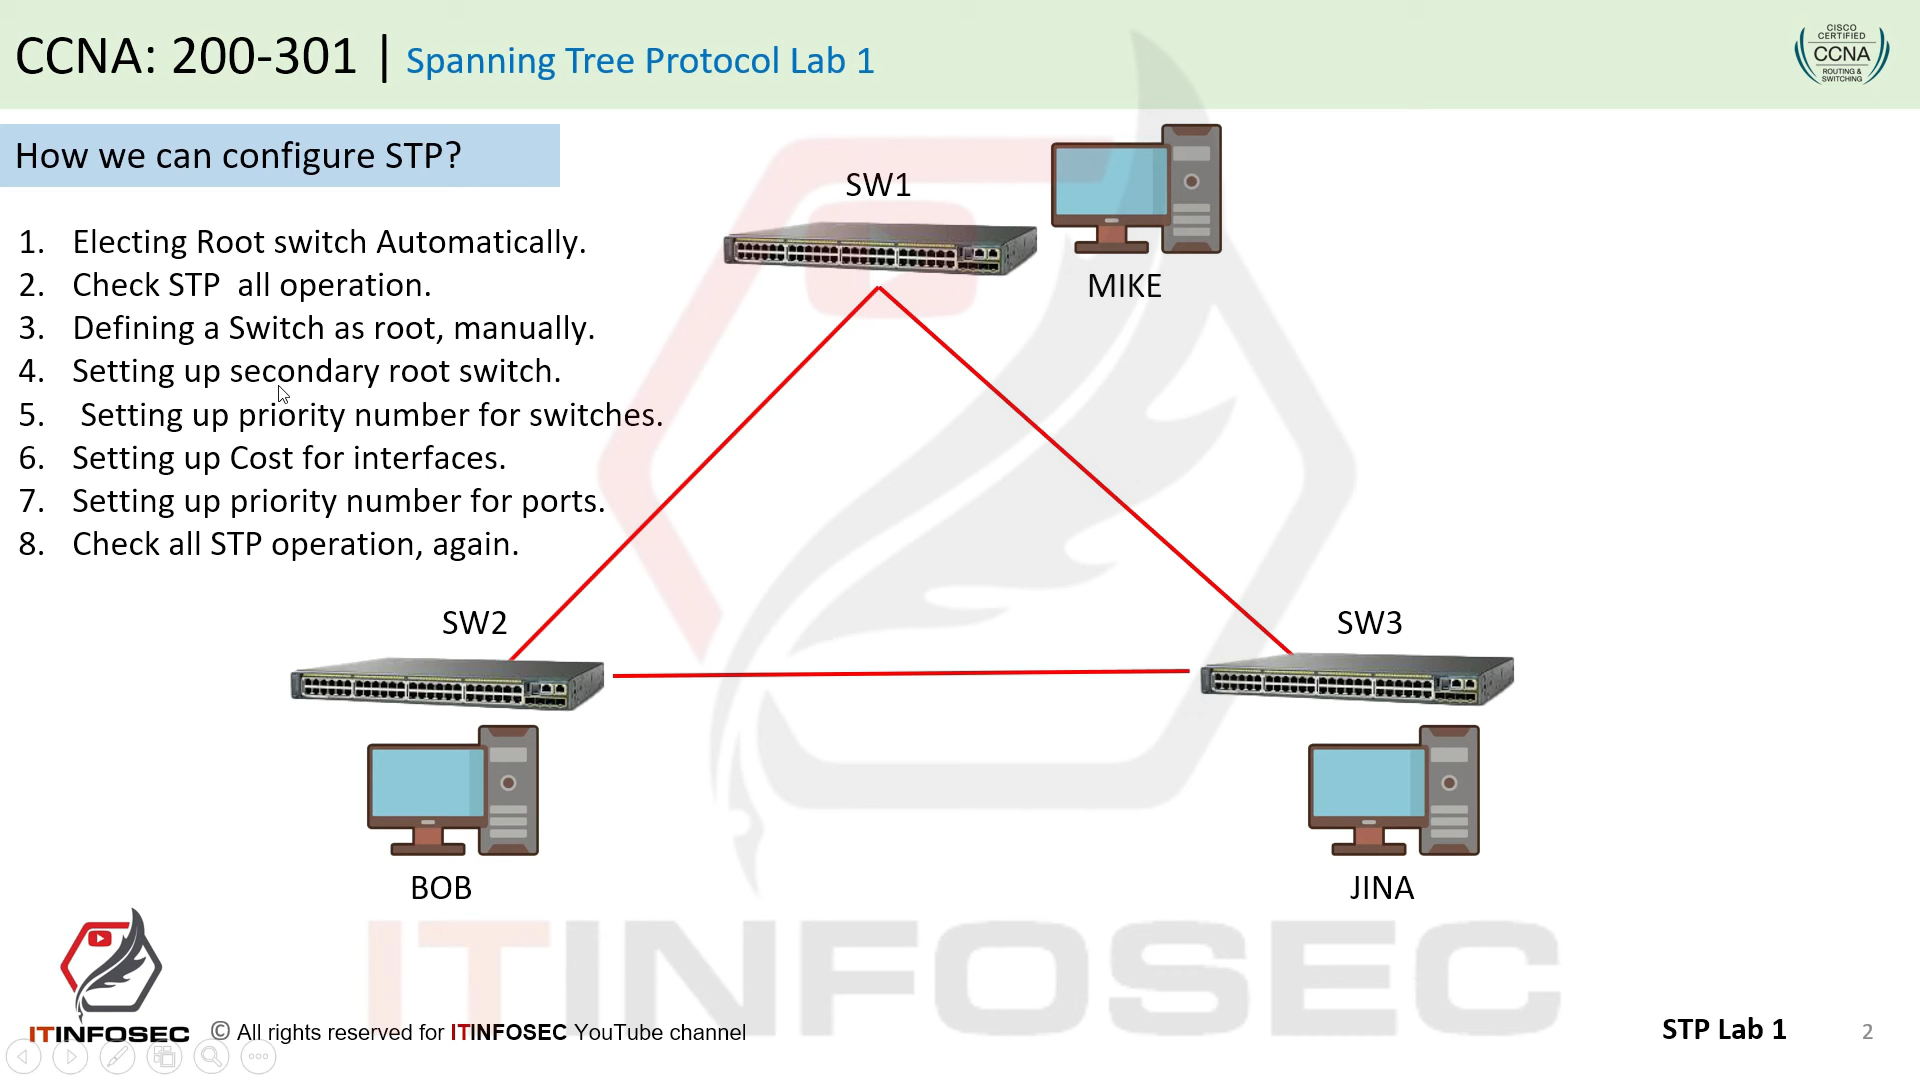 CCNA: 200-301 | Spanning Tree Protocol Lab 1
CISCO
CERTIFIED
CCNA
ROUTING &
SWITCHING
How we can configure STP?
1. Electing Root switch Automatically.
2. Check STP  all operation.
3. Defining a Switch as root, manually.
4. Setting up secondary root switch.
5.  Setting up priority number for switches.
6. Setting up Cost for interfaces.
7. Setting up priority number for ports.
8. Check all STP operation, again.
SW1
MIKE
SW2
SW3
BOB
JINA
ITINFOSEC
ITINFOSEC
© All rights reserved for ITINFOSEC YouTube channel
STP Lab 1
2